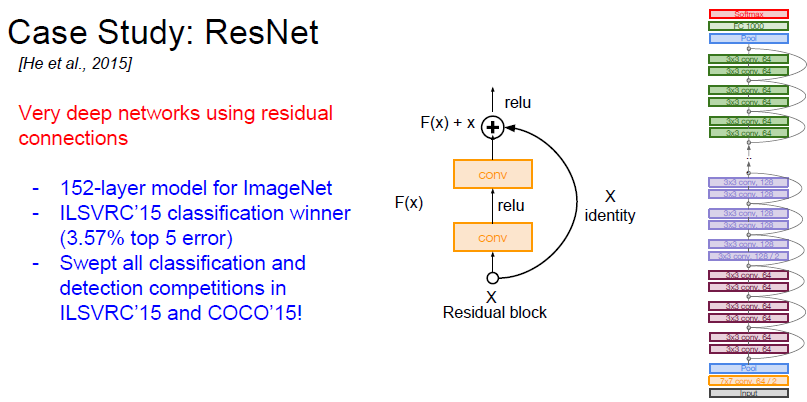 Case Study: ResNet
[He et al., 2015]
Very deep networks using residual
connections
- 152-layer model for ImageNet
- ILSVRC'15 classification winner
(3.57% top 5 error)
- Swept all classification and
detection competitions in
ILSVRC'15 and COCO'15!
relu
F(x) + x
conv
F(x)
relu
X
identity
conv
X
Residual block
Softmax
FC 1000
Pool
3x3 conv, 64
3x3 conv, 64
3x3 conv, 64
3x3 conv, 64
3x3 conv, 64
3x3 conv, 64
..
3x3 conv, 128
3x3 conv, 128
3x3 conv, 128
3x3 conv, 128
3x3 conv, 128
3x3 conv, 128 / 2
3x3 conv, 64
3x3 conv, 64
3x3 conv, 64
3x3 conv, 64
3x3 conv, 64
3x3 conv, 64
Pool
7x7 conv, 64 / 2
Input